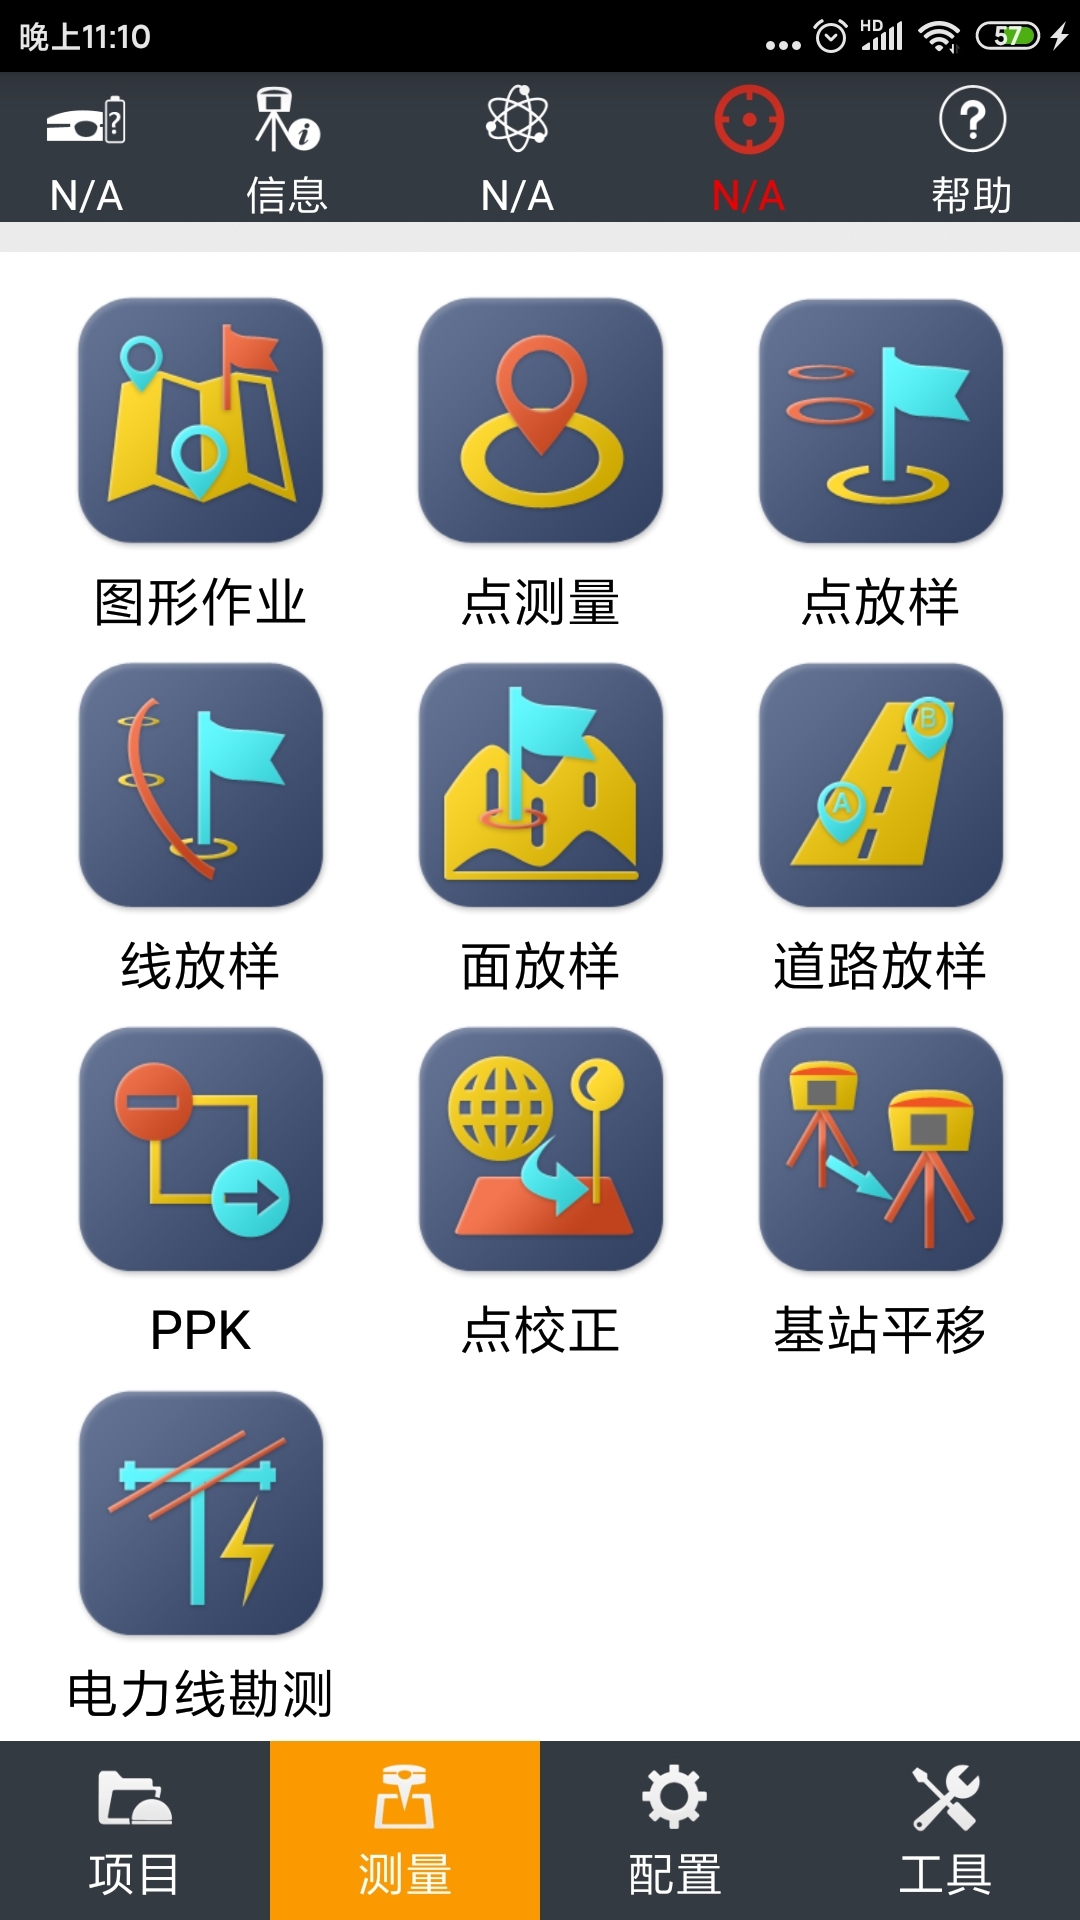 晚上11:10 HD 57
N/A 信息 N/A N/A 帮助
图形作业 点测量 点放样
B
A
线放样 面放样 道路放样
PPK 点校正 基站平移
电力线勘测
项目 测量 配置 工具